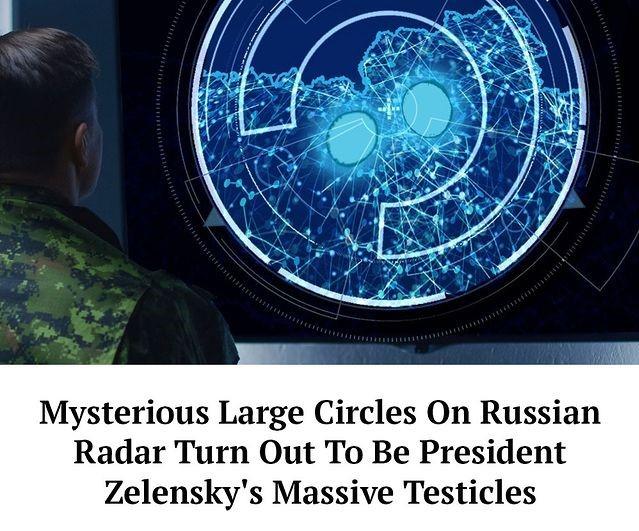 Mysterious Large Circles On Russian
Radar Turn Out To Be President
Zelensky's Massive Testicles